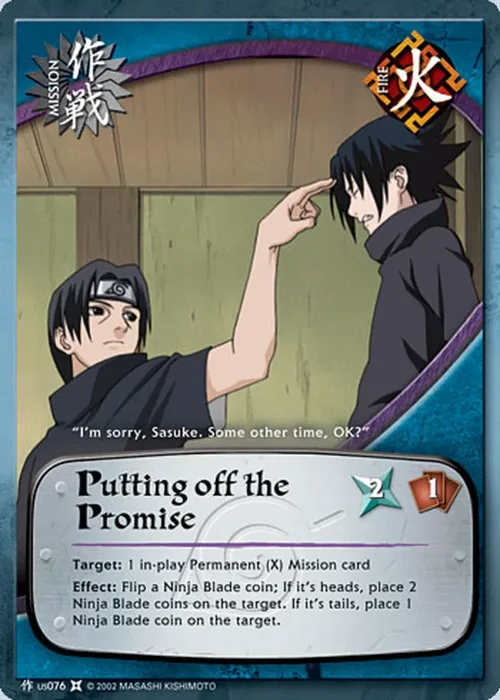 MISSION
作戦
FIRE
火
"I'm sorry, Sasuke. Some other time, OK?"
Putting off the
Promise
2
1
Target: 1 in-play Permanent (X) Mission card
Effect: Flip a Ninja Blade coin; If it's heads, place 2
Ninja Blade coins on the target. If it's tails, place 1
Ninja Blade coin on the target.
作 US076 © 2002 MASASHI KISHIMOTO